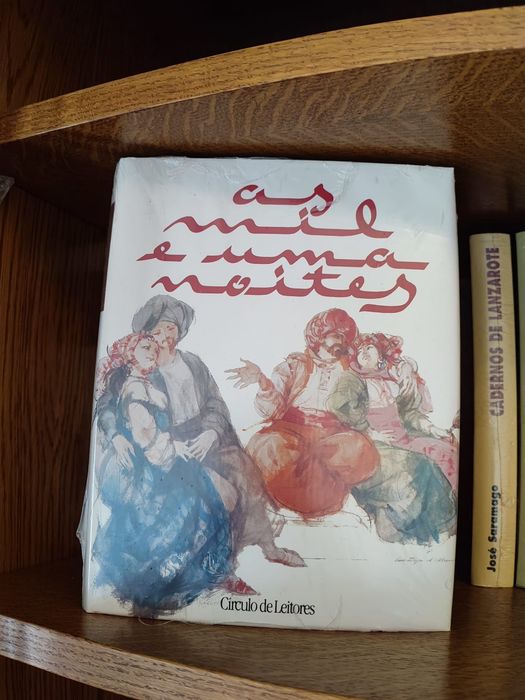 as
mil
e uma
noites
Círculo de Leitores
José Saramago
CADERNOS DE LANZAROTE